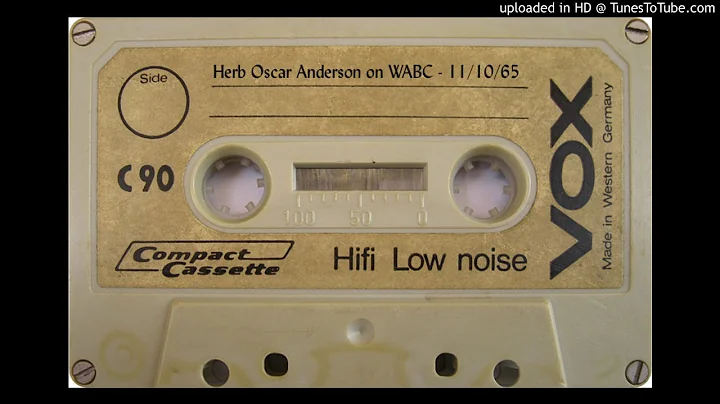 uploaded in HD @ TunesToTube.com
Side
Herb Oscar Anderson on WABC - 11/10/65
C 90
100 50 0
VOX
Made in Western Germany
Compact
Cassette
Hifi Low noise